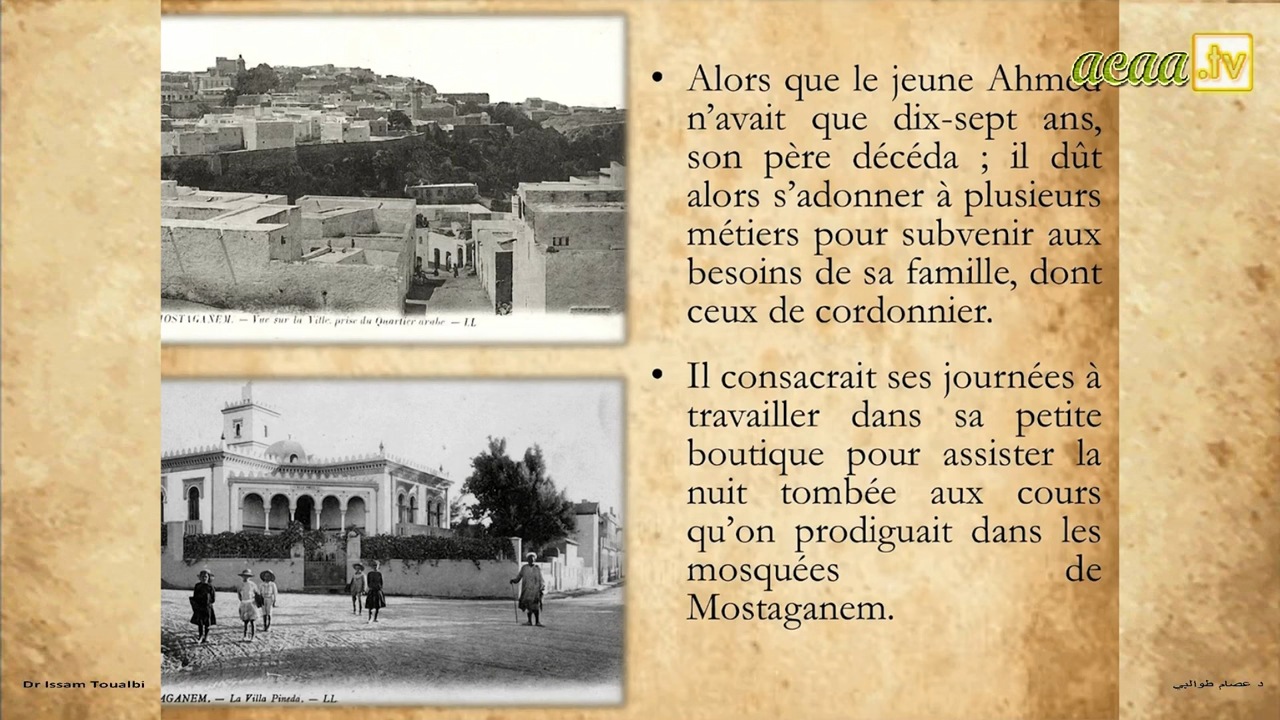 aeaa.tv
MOSTAGANEM. — Vue sur la Ville, prise du Quartier arabe — LL
AGANEM. — La Villa Pineda. — LL
• Alors que le jeune Ahmed
n’avait que dix-sept ans,
son père décéda ; il dût
alors s’adonner à plusieurs
métiers pour subvenir aux
besoins de sa famille, dont
ceux de cordonnier.
• Il consacrait ses journées à
travailler dans sa petite
boutique pour assister la
nuit tombée aux cours
qu’on prodiguait dans les
mosquées de
Mostaganem.
Dr Issam Toualbi
د عصام طوالبي